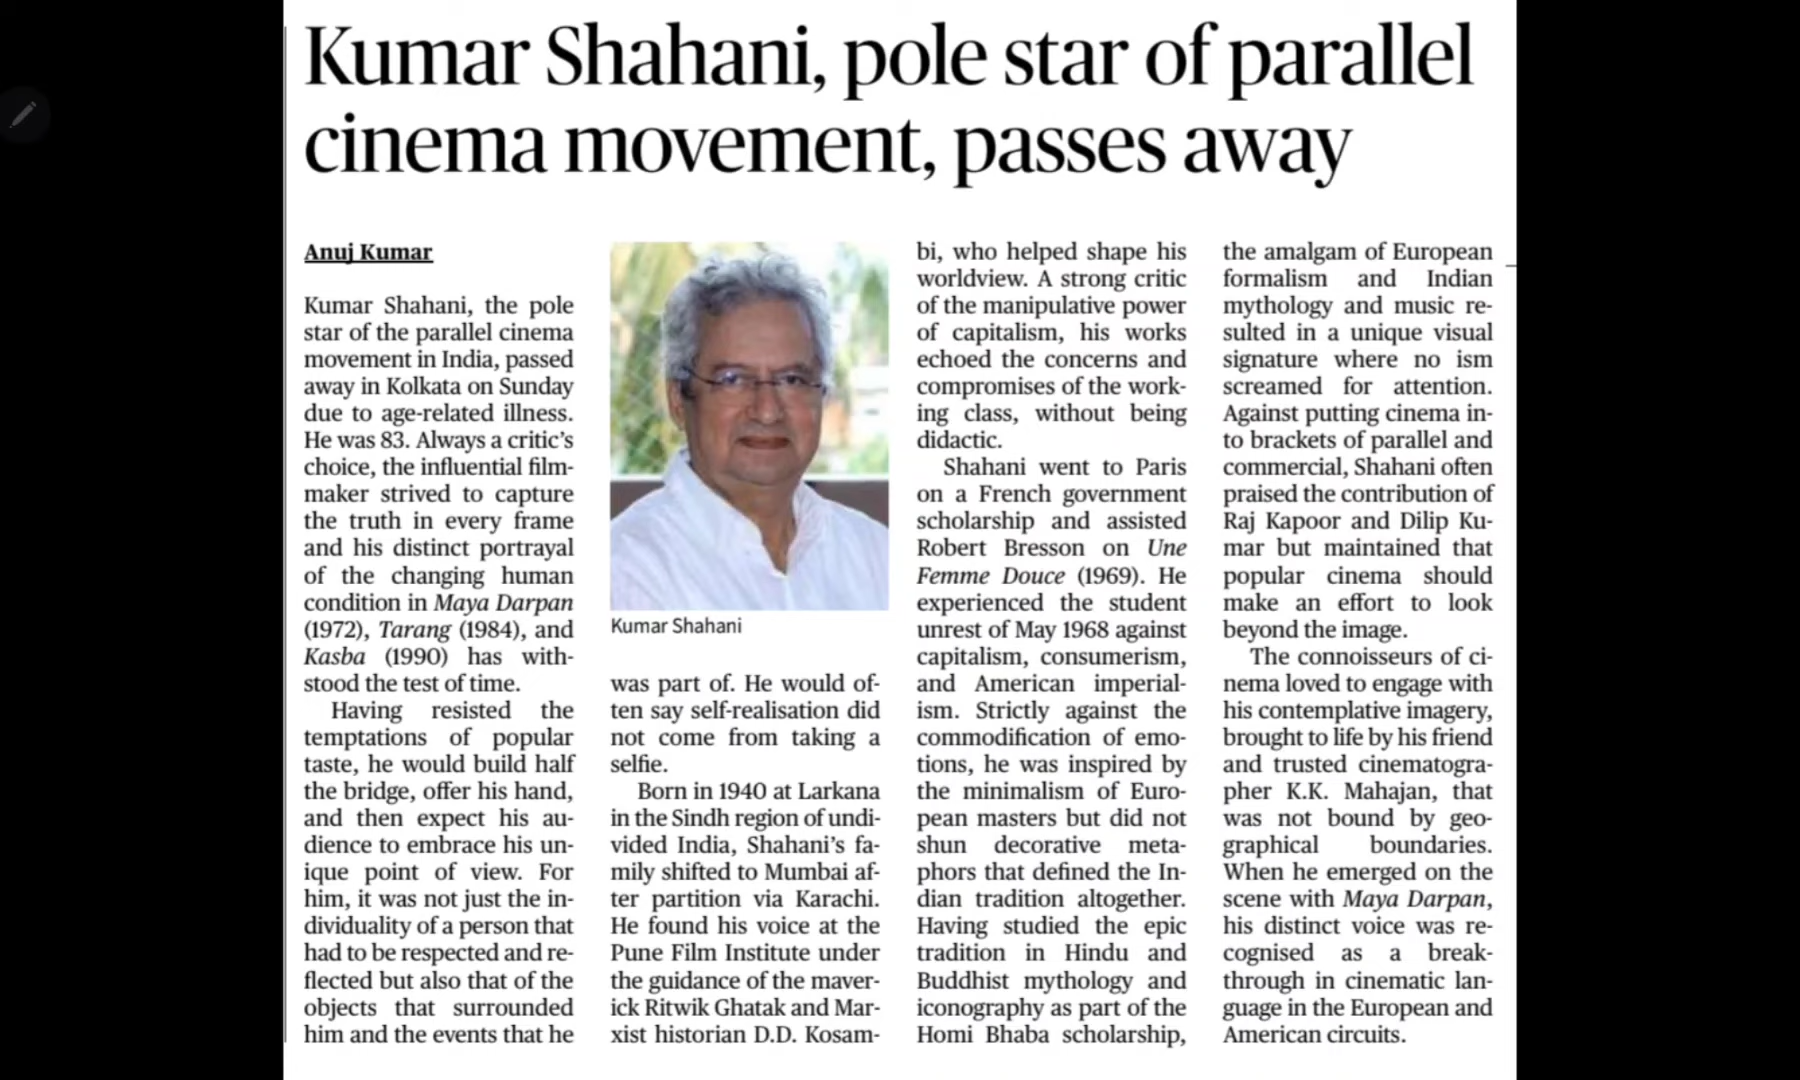 Kumar Shahani, pole star of parallel
cinema movement, passes away
Anuj Kumar
Kumar Shahani, the pole
star of the parallel cinema
movement in India, passed
away in Kolkata on Sunday
due to age-related illness.
He was 83. Always a critic's
choice, the influential film-
maker strived to capture
the truth in every frame
and his distinct portrayal
of the changing human
condition in Maya Darpan
(1972), Tarang (1984), and
Kasba (1990) has with-
stood the test of time.
Having resisted the
temptations of popular
taste, he would build half
the bridge, offer his hand,
and then expect his au-
dience to embrace his un-
ique point of view. For
him, it was not just the in-
dividuality of a person that
had to be respected and re-
flected but also that of the
objects that surrounded
him and the events that he
Kumar Shahani
was part of. He would of-
ten say self-realisation did
not come from taking a
selfie.
Born in 1940 at Larkana
in the Sindh region of undi-
vided India, Shahani's fa-
mily shifted to Mumbai af-
ter partition via Karachi.
He found his voice at the
Pune Film Institute under
the guidance of the maver-
ick Ritwik Ghatak and Mar-
xist historian D.D. Kosam-
bi, who helped shape his
worldview. A strong critic
of the manipulative power
of capitalism, his works
echoed the concerns and
compromises of the work-
ing class, without being
didactic.
Shahani went to Paris
on a French government
scholarship and assisted
Robert Bresson on Une
Femme Douce (1969). He
experienced the student
unrest of May 1968 against
capitalism, consumerism,
and American imperial-
ism. Strictly against the
commodification of emo-
tions, he was inspired by
the minimalism of Euro-
pean masters but did not
shun decorative meta-
phors that defined the In-
dian tradition altogether.
Having studied the epic
tradition in Hindu and
Buddhist mythology and
iconography as part of the
Homi Bhaba scholarship,
the amalgam of European
formalism and Indian
mythology and music re-
sulted in a unique visual
signature where no ism
screamed for attention.
Against putting cinema in-
to brackets of parallel and
commercial, Shahani often
praised the contribution of
Raj Kapoor and Dilip Ku-
mar but maintained that
popular cinema should
make an effort to look
beyond the image.
The connoisseurs of ci-
nema loved to engage with
his contemplative imagery,
brought to life by his friend
and trusted cinematogra-
pher K.K. Mahajan, that
was not bound by geo-
graphical boundaries.
When he emerged on the
scene with Maya Darpan,
his distinct voice was re-
cognised as a break-
through in cinematic lan-
guage in the European and
American circuits.